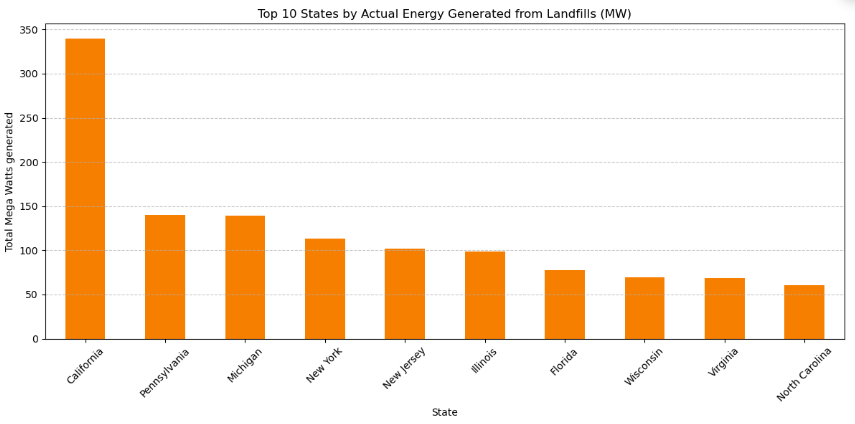 Top 10 States by Actual Energy Generated from Landfills (MW)
Total Mega Watts generated
350
300
250
200
150
100
50
0
California
Pennsylvania
Michigan
New York
New Jersey
Illinois
Florida
Wisconsin
Virginia
North Carolina
State